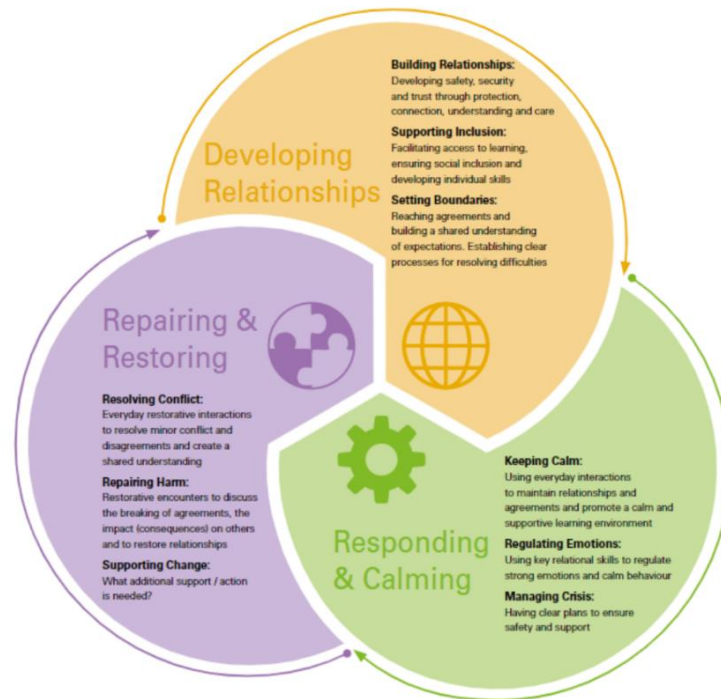 Developing
Relationships
Building Relationships:
Developing safety, security
and trust through protection,
connection, understanding and care
Supporting Inclusion:
Facilitating access to learning,
ensuring social inclusion and
developing individual skills
Setting Boundaries:
Reaching agreements and
building a shared understanding
of expectations. Establishing clear
processes for resolving difficulties
Responding
& Calming
Keeping Calm:
Using everyday interactions
to maintain relationships and
agreements and promote a calm and
supportive learning environment
Regulating Emotions:
Using key relational skills to regulate
strong emotions and calm behaviour
Managing Crisis:
Having clear plans to ensure
safety and support
Repairing &
Restoring
Resolving Conflict:
Everyday restorative interactions
to resolve minor conflict and
disagreements and create a
shared understanding
Repairing Harm:
Restorative encounters to discuss
the breaking of agreements, the
impact (consequences) on others
and to restore relationships
Supporting Change:
What additional support / action
is needed?